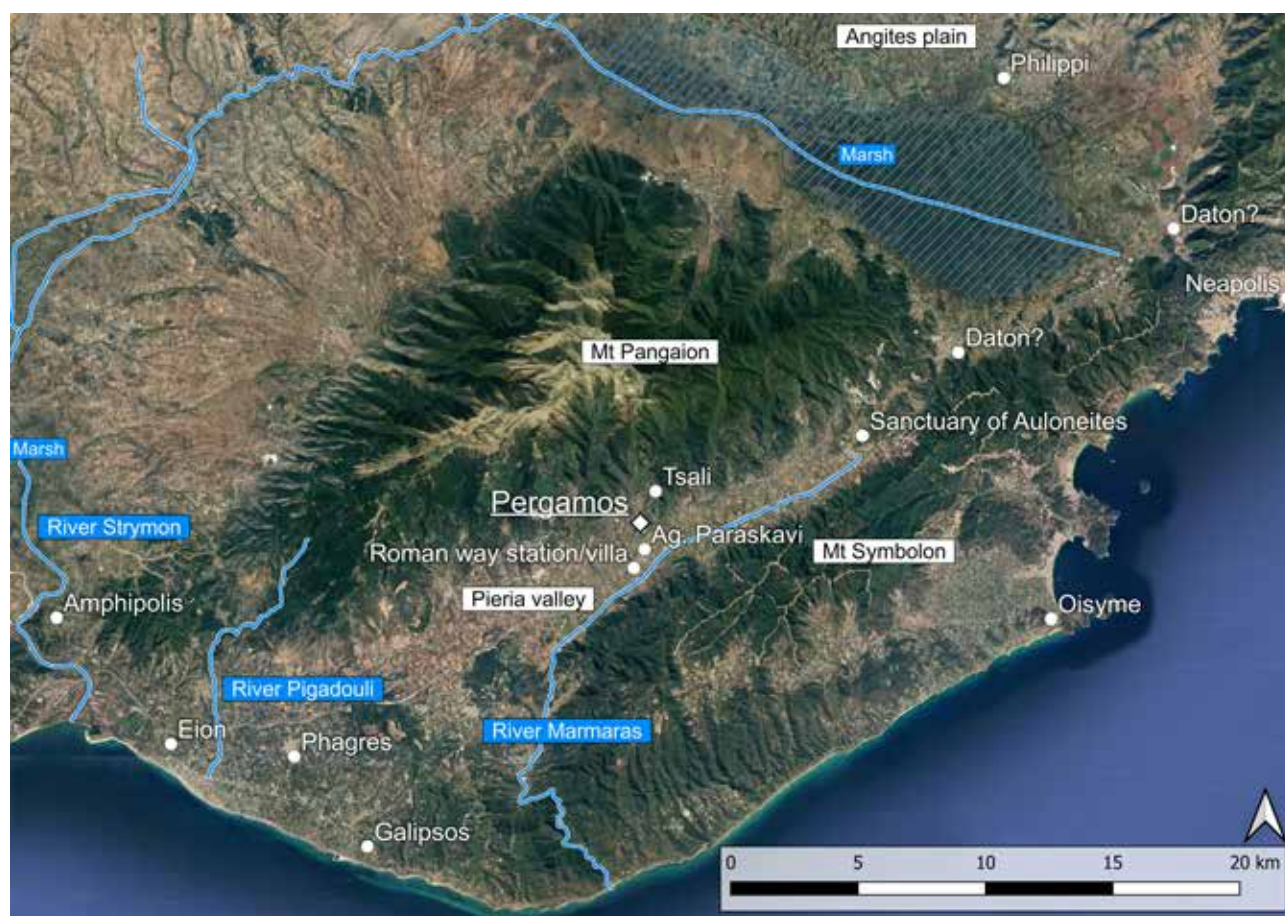 Angites plain
Philippi
Marsh
Daton?
Neapolis
Daton?
Mt Pangaion
Sanctuary of Auloneites
Marsh
Tsali
Pergamos
River Strymon
Ag. Paraskavi
Mt Symbolon
Roman way station/villa
Pieria valley
Amphipolis
Oisyme
River Pigadouli
Eion
Phagres
River Marmaras
Galipsos
0 5 10 15 20 km